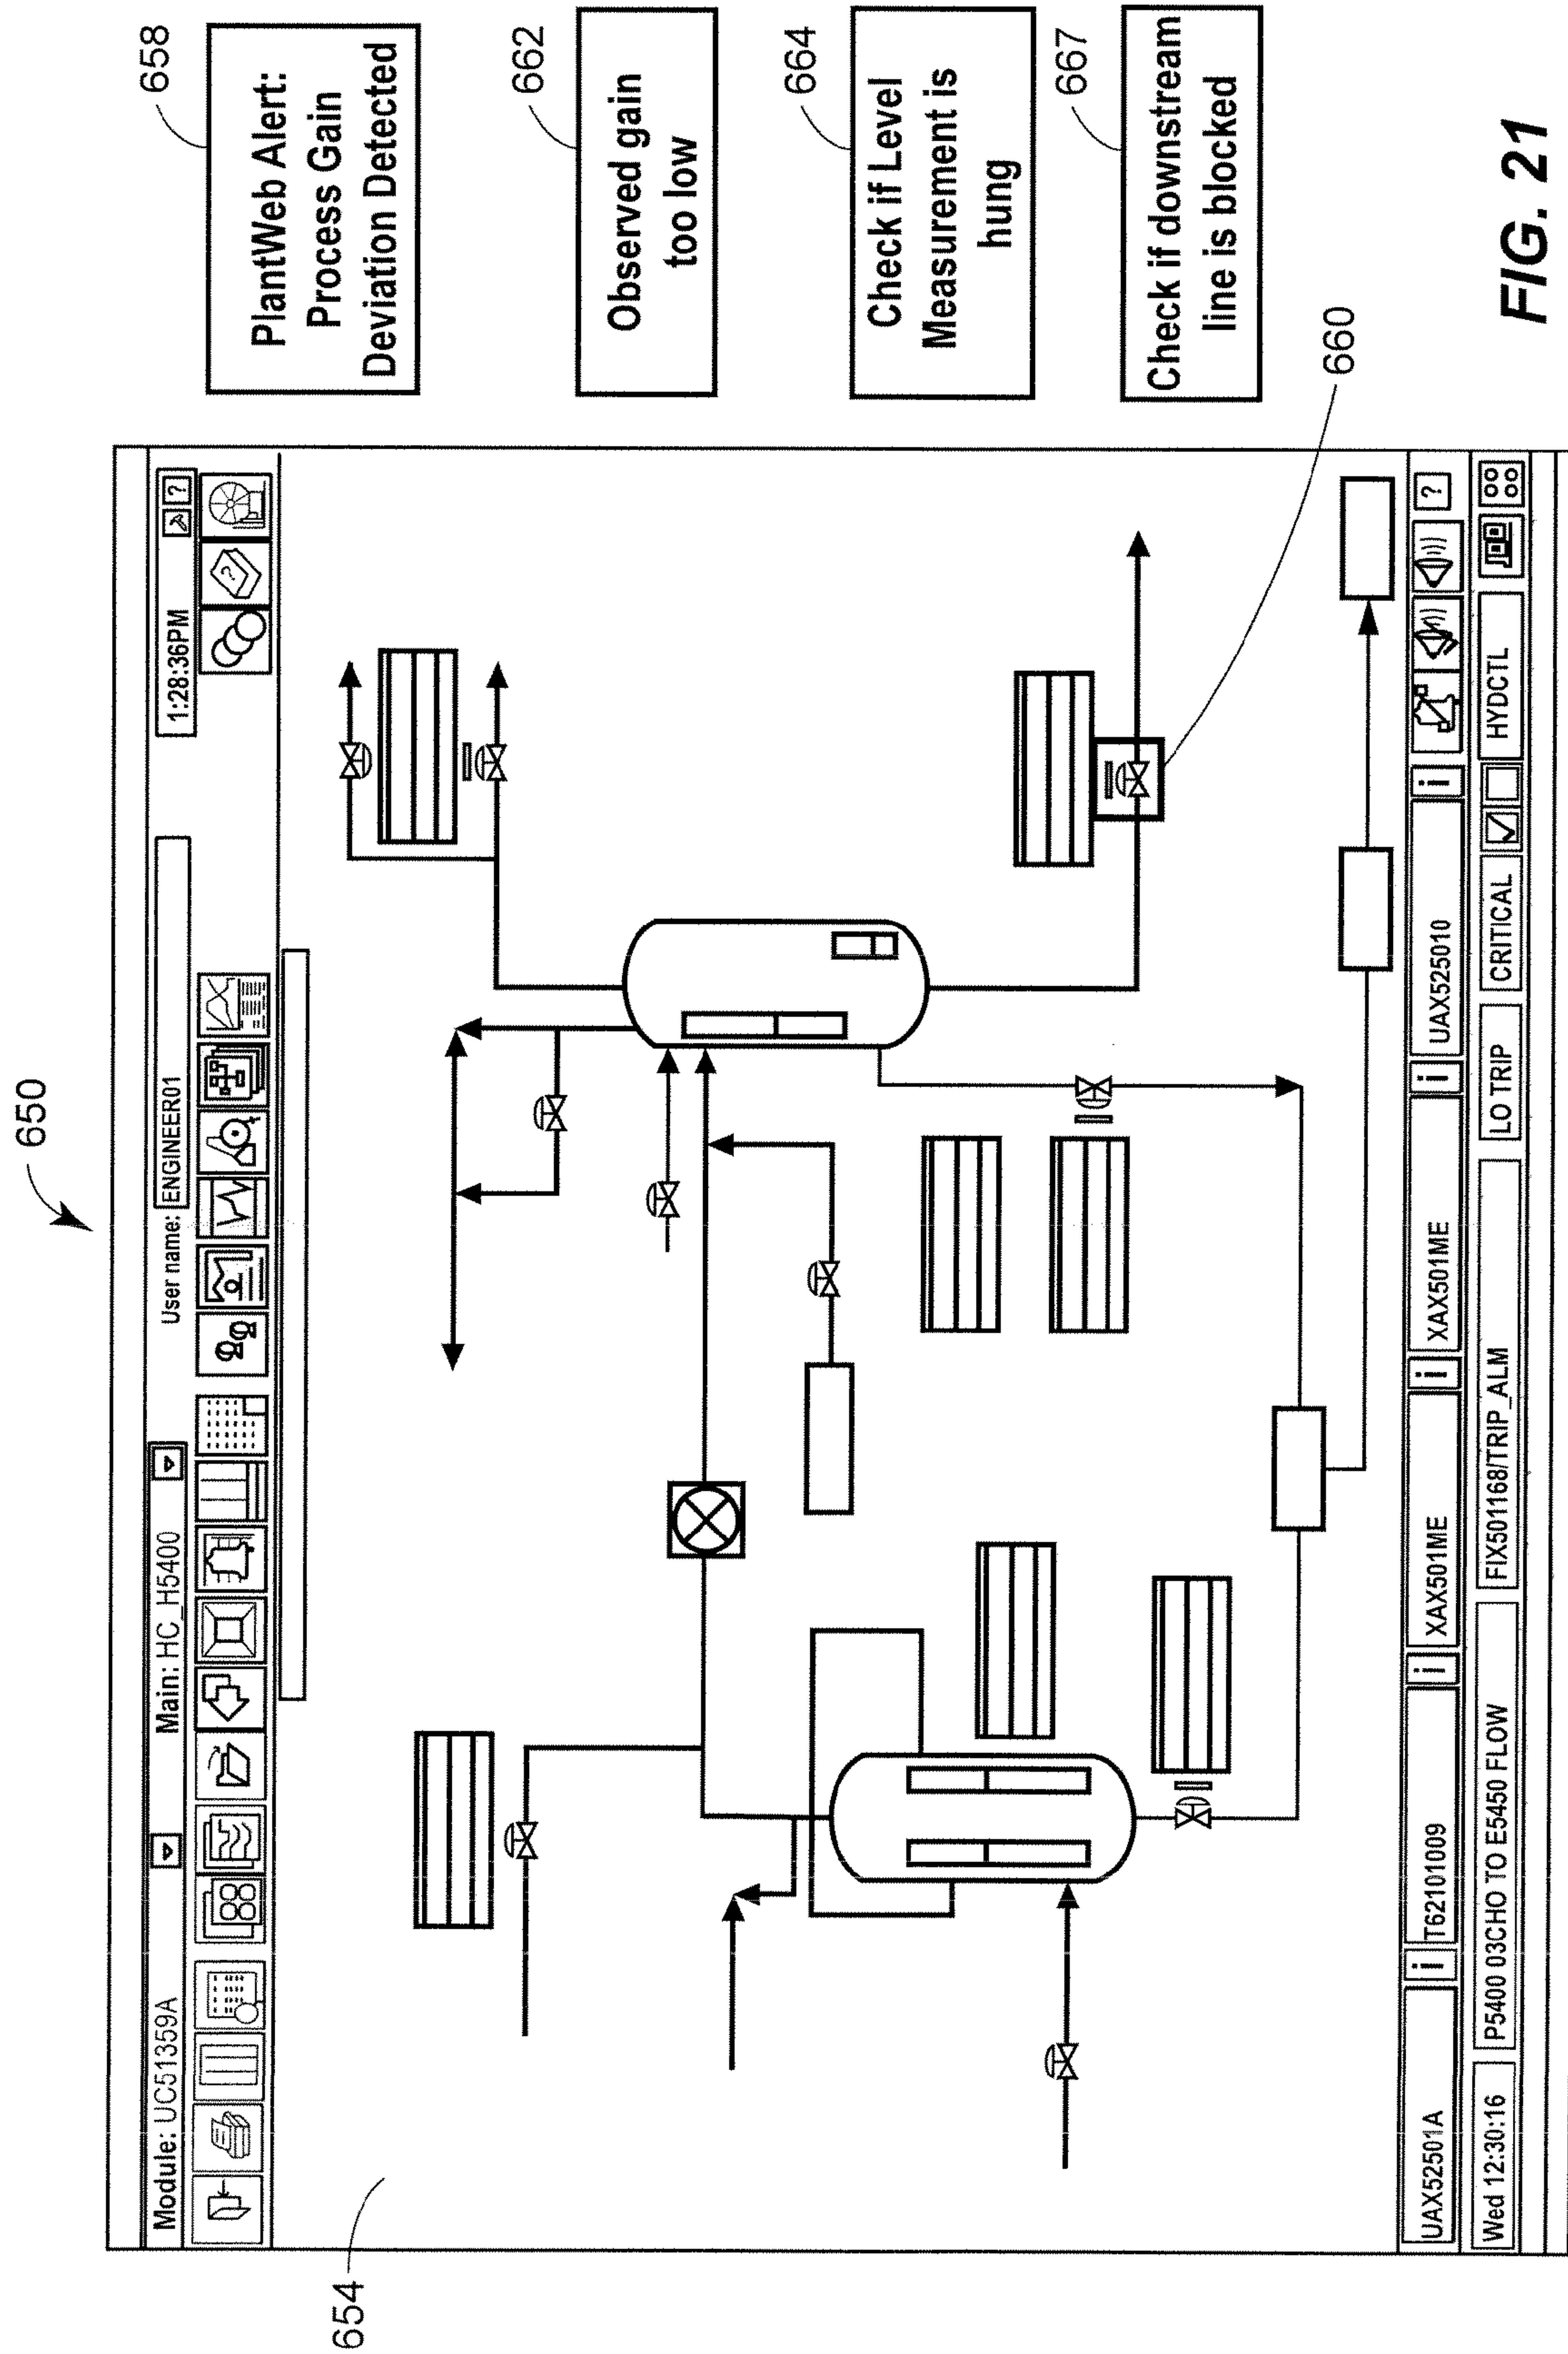 650
Module: UC51359A
Main: HC_H5400
User name: ENGINEER01
1:28:36PM
?
?
654
658
PlantWeb Alert:
Process Gain
Deviation Detected
662
Observed gain
too low
664
Check if Level
Measurement is
hung
667
Check if downstream
line is blocked
660
UAX52501A
i
T62101009
i
XAX501ME
i
XAX501ME
i
UAX525010
i
?
Wed 12:30:16
P5400 03CHO TO E5450 FLOW
FIX501168/TRIP_ALM
LO TRIP
CRITICAL
HYDCTL
FIG. 21